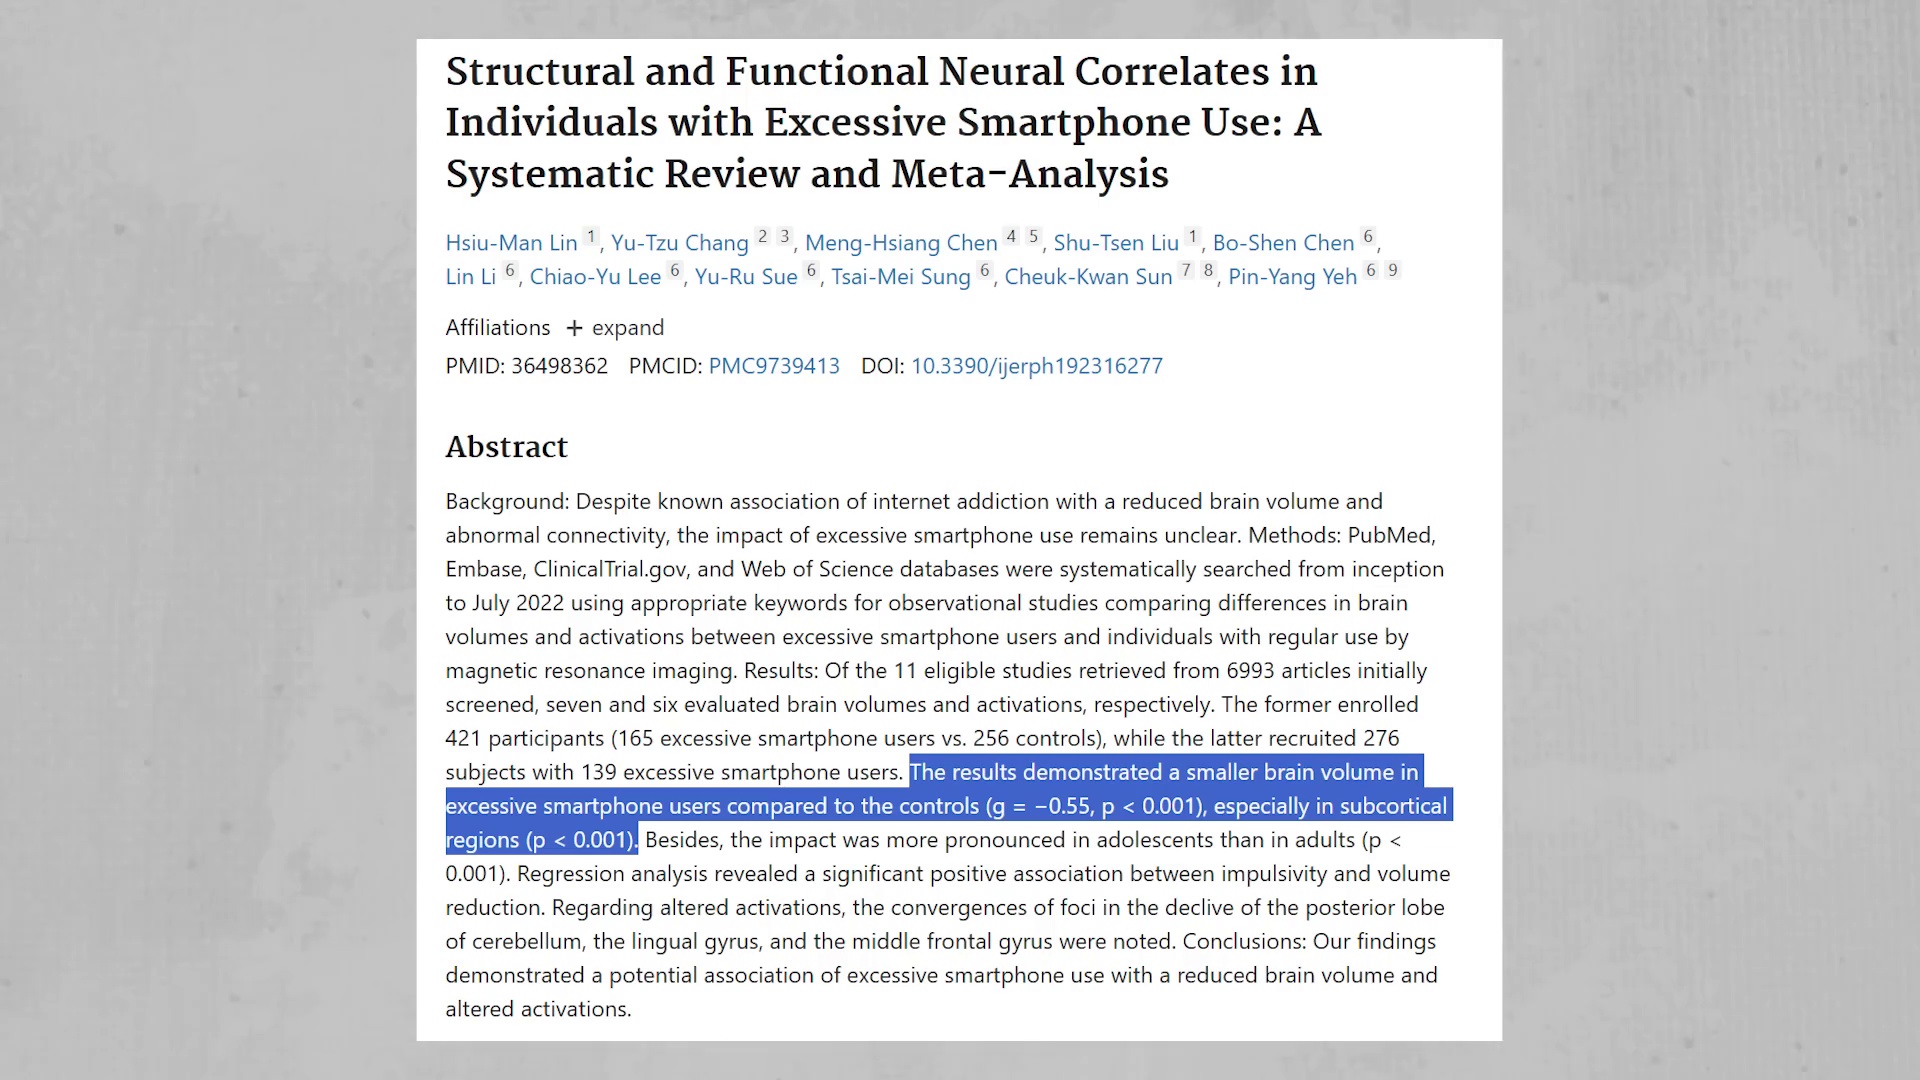 Structural and Functional Neural Correlates in
Individuals with Excessive Smartphone Use: A
Systematic Review and Meta-Analysis
Hsiu-Man Lin 1, Yu-Tzu Chang 2 3, Meng-Hsiang Chen 4 5, Shu-Tsen Liu 1, Bo-Shen Chen 6,
Lin Li 6, Chiao-Yu Lee 6, Yu-Ru Sue 6, Tsai-Mei Sung 6, Cheuk-Kwan Sun 7 8, Pin-Yang Yeh 6 9
Affiliations + expand
PMID: 36498362 PMCID: PMC9739413 DOI: 10.3390/ijerph192316277
Abstract
Background: Despite known association of internet addiction with a reduced brain volume and
abnormal connectivity, the impact of excessive smartphone use remains unclear. Methods: PubMed,
Embase, ClinicalTrial.gov, and Web of Science databases were systematically searched from inception
to July 2022 using appropriate keywords for observational studies comparing differences in brain
volumes and activations between excessive smartphone users and individuals with regular use by
magnetic resonance imaging. Results: Of the 11 eligible studies retrieved from 6993 articles initially
screened, seven and six evaluated brain volumes and activations, respectively. The former enrolled
421 participants (165 excessive smartphone users vs. 256 controls), while the latter recruited 276
subjects with 139 excessive smartphone users. The results demonstrated a smaller brain volume in
excessive smartphone users compared to the controls (g = −0.55, p < 0.001), especially in subcortical
regions (p < 0.001). Besides, the impact was more pronounced in adolescents than in adults (p <
0.001). Regression analysis revealed a significant positive association between impulsivity and volume
reduction. Regarding altered activations, the convergences of foci in the declive of the posterior lobe
of cerebellum, the lingual gyrus, and the middle frontal gyrus were noted. Conclusions: Our findings
demonstrated a potential association of excessive smartphone use with a reduced brain volume and
altered activations.